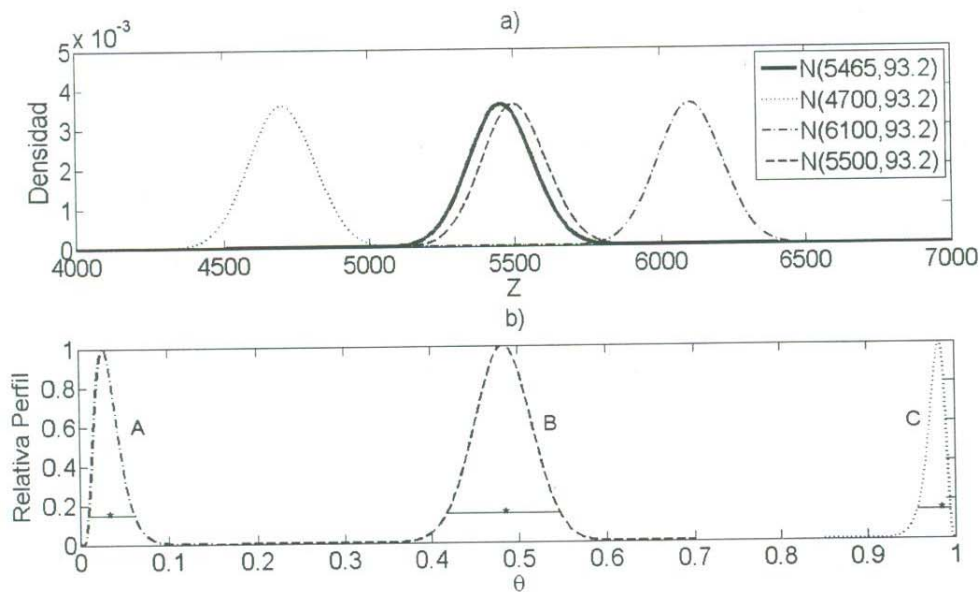 a)
x 10⁻³
5
4
3
2
1
0
Densidad
N(5465,93.2)
N(4700,93.2)
N(6100,93.2)
N(5500,93.2)
4000 4500 5000 5500 6000 6500 7000
Z
b)
1
0.8
0.6
0.4
0.2
0
Relativa Perfil
A
B
C
0 0.1 0.2 0.3 0.4 0.5 0.6 0.7 0.8 0.9 1
θ